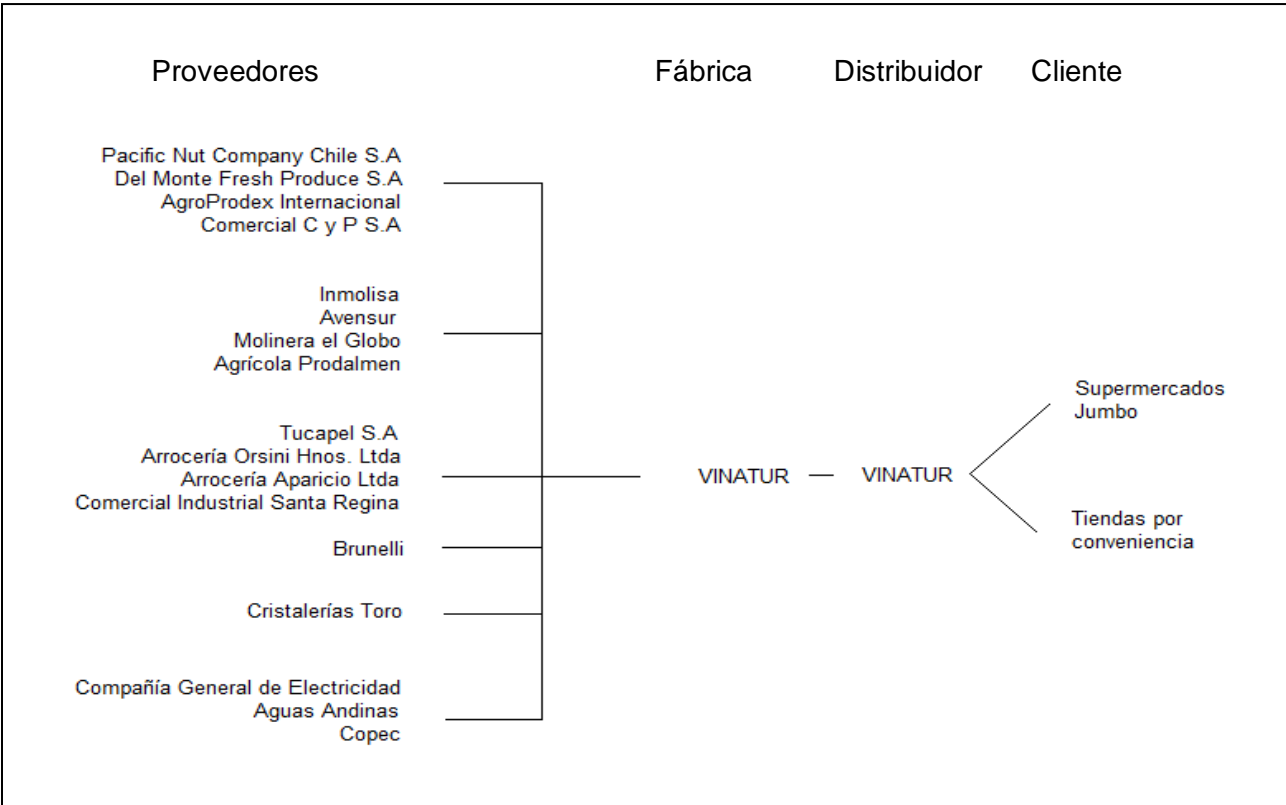 Proveedores Fábrica Distribuidor Cliente
Pacific Nut Company Chile S.A
Del Monte Fresh Produce S.A
AgroProdex Internacional
Comercial C y P S.A
Inmolisa
Avensur
Molinera el Globo
Agrícola Prodalmen
Tucapel S.A
Arrocería Orsini Hnos. Ltda
Arrocería Aparicio Ltda
Comercial Industrial Santa Regina
Brunelli
Cristalerías Toro
Compañía General de Electricidad
Aguas Andinas
Copec
VINATUR
VINATUR
Supermercados
Jumbo
Tiendas por
conveniencia